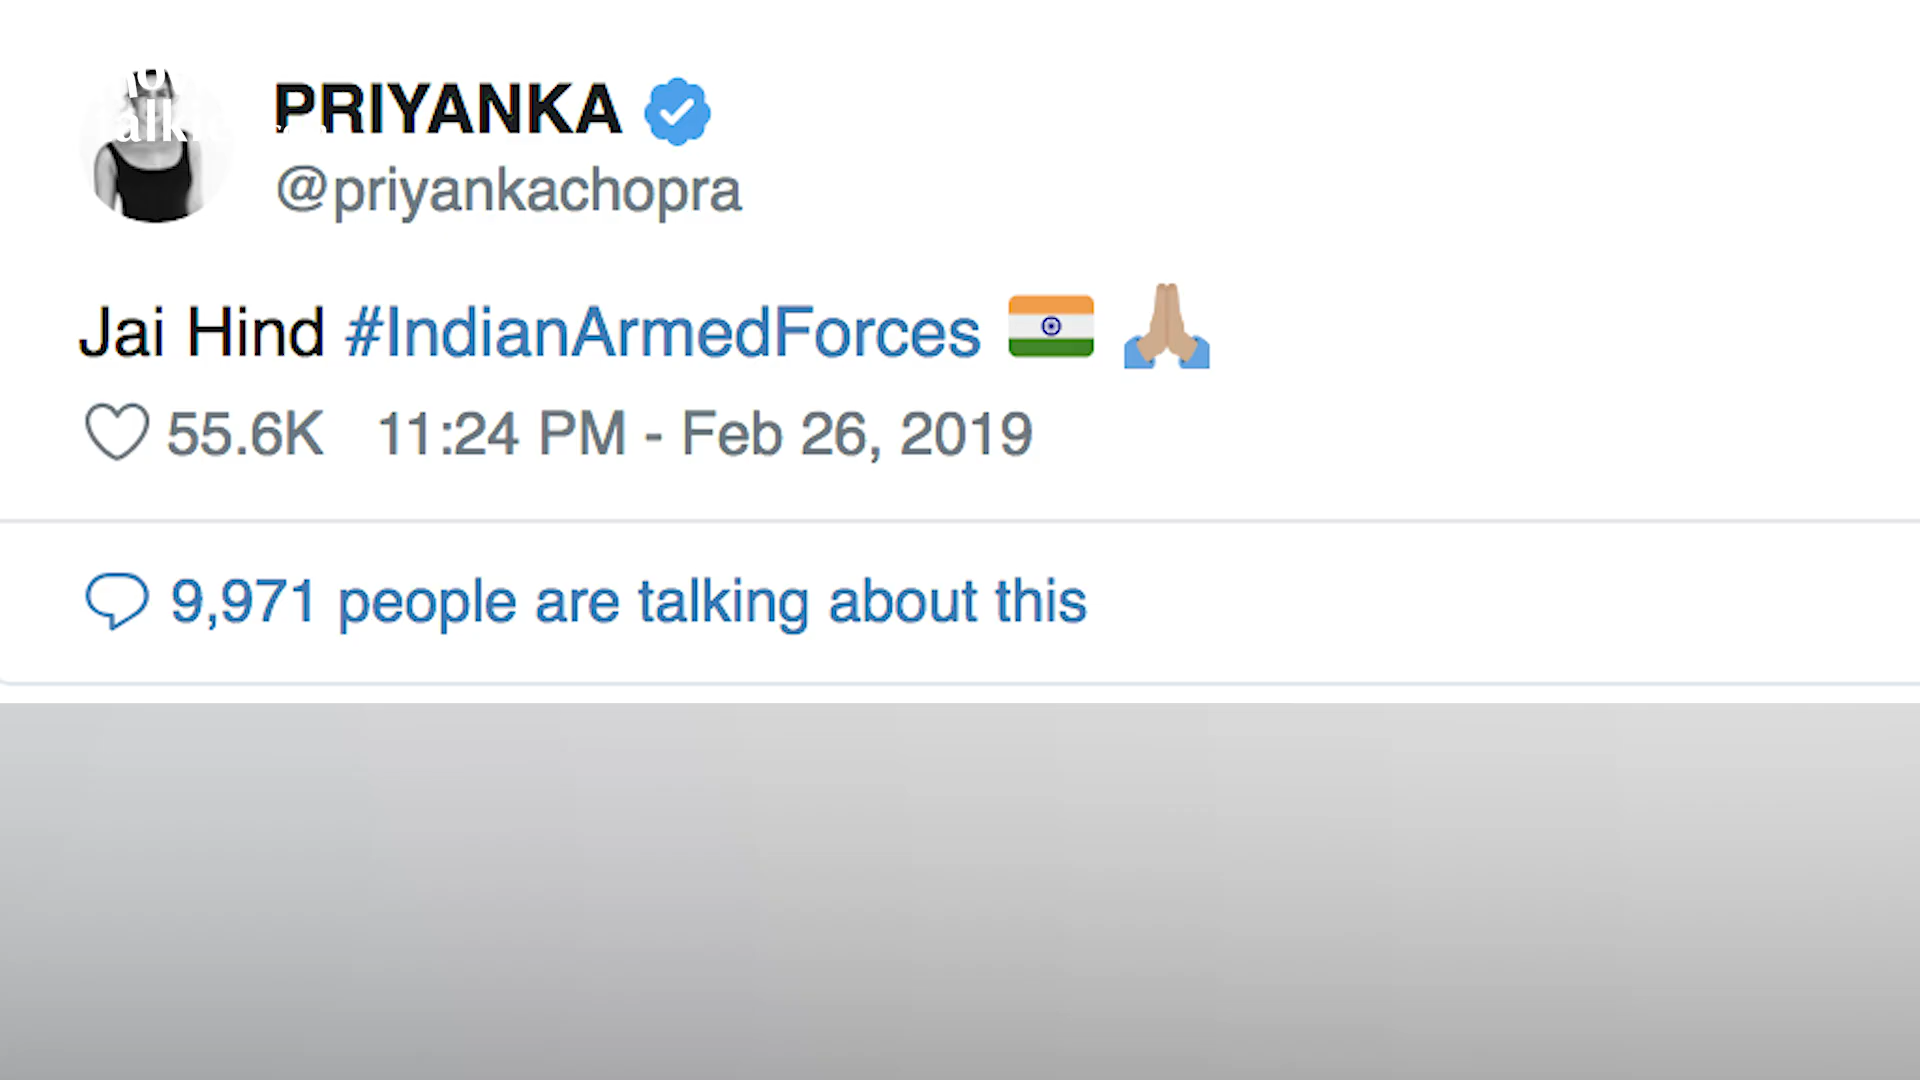 PRIYANKA
@priyankachopra
Jai Hind #IndianArmedForces 🇮🇳 🙏🏽
55.6K 11:24 PM - Feb 26, 2019
9,971 people are talking about this